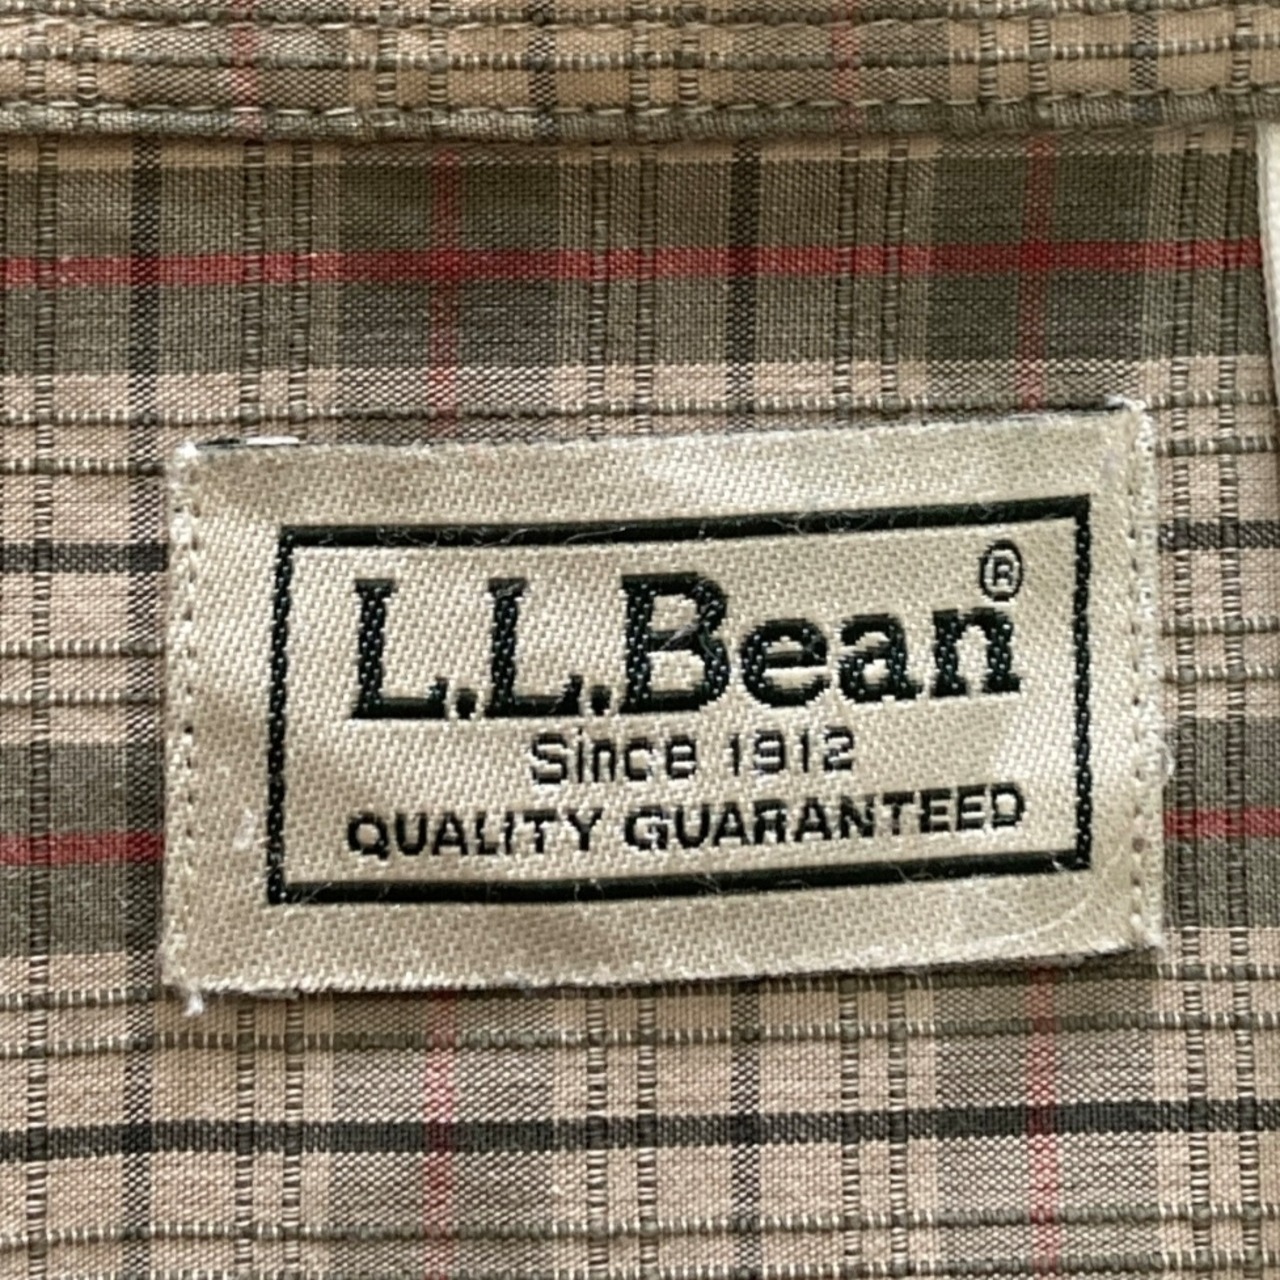 L.L.Bean®
Since 1912
QUALITY GUARANTEED